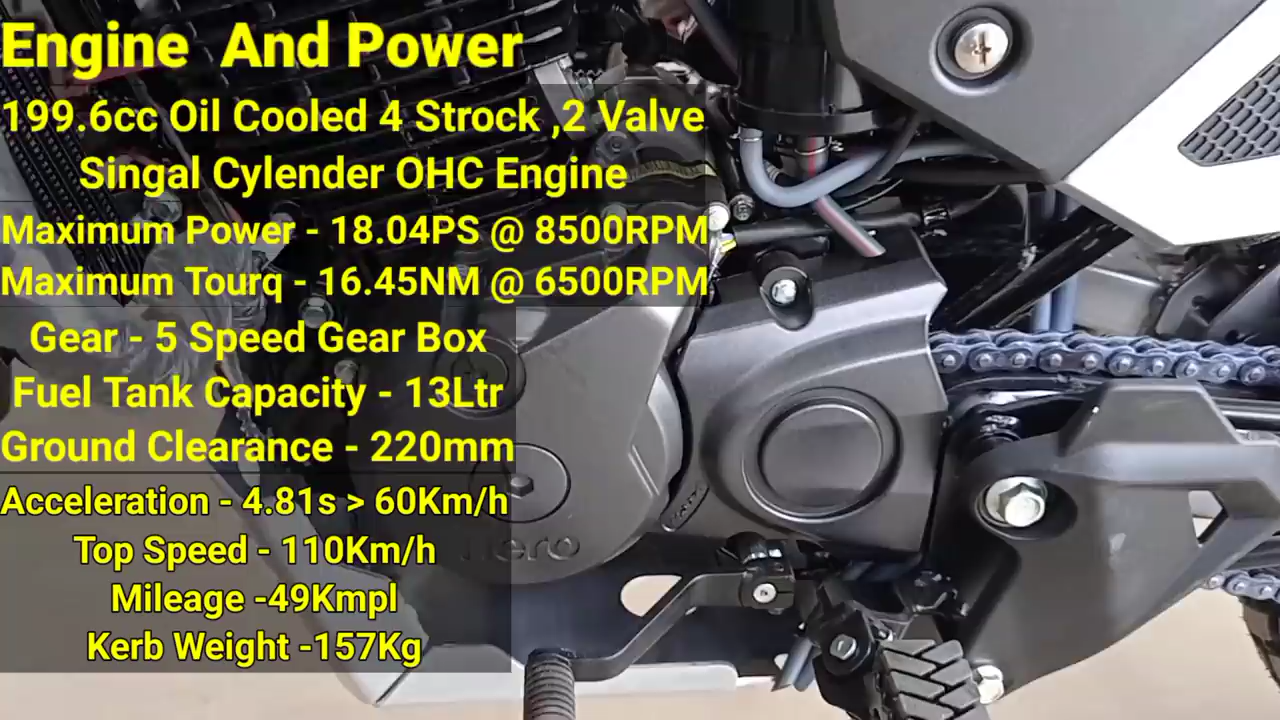 Engine And Power
199.6cc Oil Cooled 4 Strock ,2 Valve
Singal Cylender OHC Engine
Maximum Power - 18.04PS @ 8500RPM
Maximum Tourq - 16.45NM @ 6500RPM
Gear - 5 Speed Gear Box
Fuel Tank Capacity - 13Ltr
Ground Clearance - 220mm
Acceleration - 4.81s > 60Km/h
Top Speed - 110Km/h
Hero
Mileage -49Kmpl
Kerb Weight -157Kg